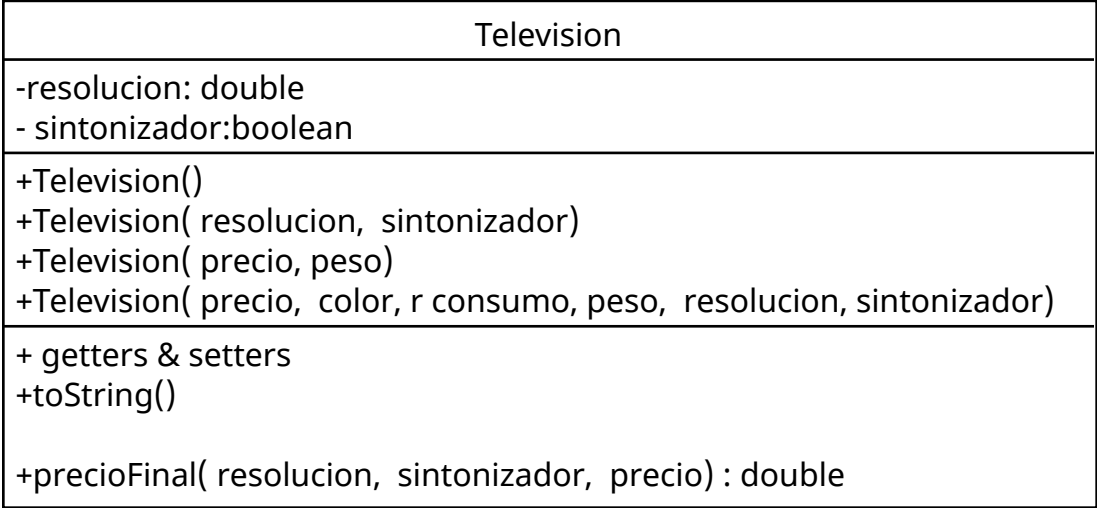 Television
-resolucion: double
- sintonizador:boolean
+Television()
+Television( resolucion,  sintonizador)
+Television( precio, peso)
+Television( precio,  color, r consumo, peso,  resolucion, sintonizador)
+ getters & setters
+toString()
+precioFinal( resolucion,  sintonizador,  precio) : double